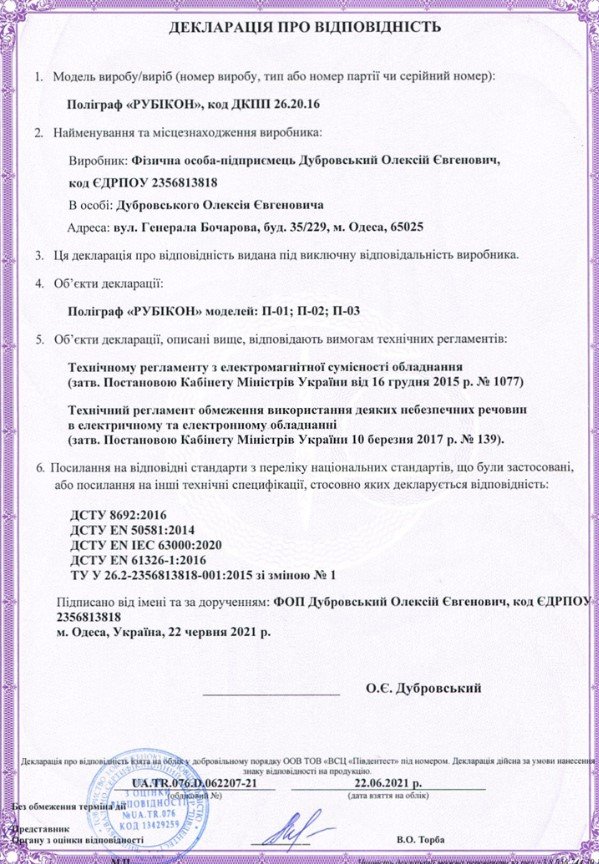 ДЕКЛАРАЦІЯ ПРО ВІДПОВІДНІСТЬ
1. Модель виробу/виріб (номер виробу, тип або номер партії чи серійний номер):
Поліграф «РУБІКОН», код ДКПП 26.20.16
2. Найменування та місцезнаходження виробника:
Виробник: Фізична особа-підприємець Дубровський Олексій Євгенович,
код ЄДРПОУ 2356813818
В особі: Дубровського Олексія Євгеновича
Адреса: вул. Генерала Бочарова, буд. 35/229, м. Одеса, 65025
3. Ця декларація про відповідність видана під виключну відповідальність виробника.
4. Об’єкти декларації:
Поліграф «РУБІКОН» моделей: П-01; П-02; П-03
5. Об’єкти декларації, описані вище, відповідають вимогам технічних регламентів:
Технічному регламенту з електромагнітної сумісності обладнання
(затв. Постановою Кабінету Міністрів України від 16 грудня 2015 р. № 1077)
Технічний регламент обмеження використання деяких небезпечних речовин
в електричному та електронному обладнанні
(затв. Постановою Кабінету Міністрів України 10 березня 2017 р. № 139).
6. Посилання на відповідні стандарти з переліку національних стандартів, що були застосовані,
або посилання на інші технічні специфікації, стосовно яких декларується відповідність:
ДСТУ 8692:2016
ДСТУ EN 50581:2014
ДСТУ EN IEC 63000:2020
ДСТУ EN 61326-1:2016
ТУ У 26.2-2356813818-001:2015 зі зміною № 1
Підписано від імені та за дорученням: ФОП Дубровський Олексій Євгенович, код ЄДРПОУ
2356813818
м. Одеса, Україна, 22 червня 2021 р.
О.Є. Дубровський
Декларація про відповідність взята на облік у добровільному порядку ООВ ТОВ «ВСЦ «Південтест» під номером. Декларація дійсна за умови нанесення
знаку відповідності на продукцію.
UA.TR.076.D.062207-21 22.06.2021 р.
(обліковий №) (дата взяття на облік)
З ОЦІНКИ
ВІДПОВІДНОСТІ
№UA.TR.076
КОД 13429259
Без обмеження терміну дії
Представник
Органу з оцінки відповідності В.О. Торба
М.П.